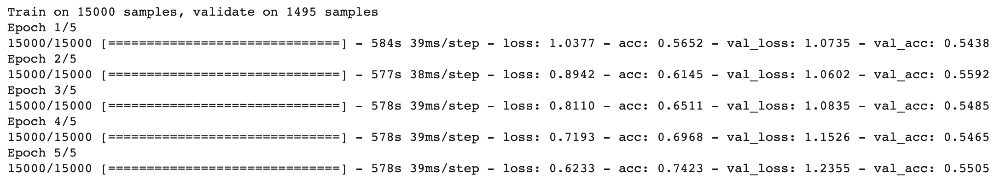 Train on 15000 samples, validate on 1495 samples
Epoch 1/5
15000/15000 [==============================] - 584s 39ms/step - loss: 1.0377 - acc: 0.5652 - val_loss: 1.0735 - val_acc: 0.5438
Epoch 2/5
15000/15000 [==============================] - 577s 38ms/step - loss: 0.8942 - acc: 0.6145 - val_loss: 1.0602 - val_acc: 0.5592
Epoch 3/5
15000/15000 [==============================] - 578s 39ms/step - loss: 0.8110 - acc: 0.6511 - val_loss: 1.0835 - val_acc: 0.5485
Epoch 4/5
15000/15000 [==============================] - 578s 39ms/step - loss: 0.7193 - acc: 0.6968 - val_loss: 1.1526 - val_acc: 0.5465
Epoch 5/5
15000/15000 [==============================] - 578s 39ms/step - loss: 0.6233 - acc: 0.7423 - val_loss: 1.2355 - val_acc: 0.5505